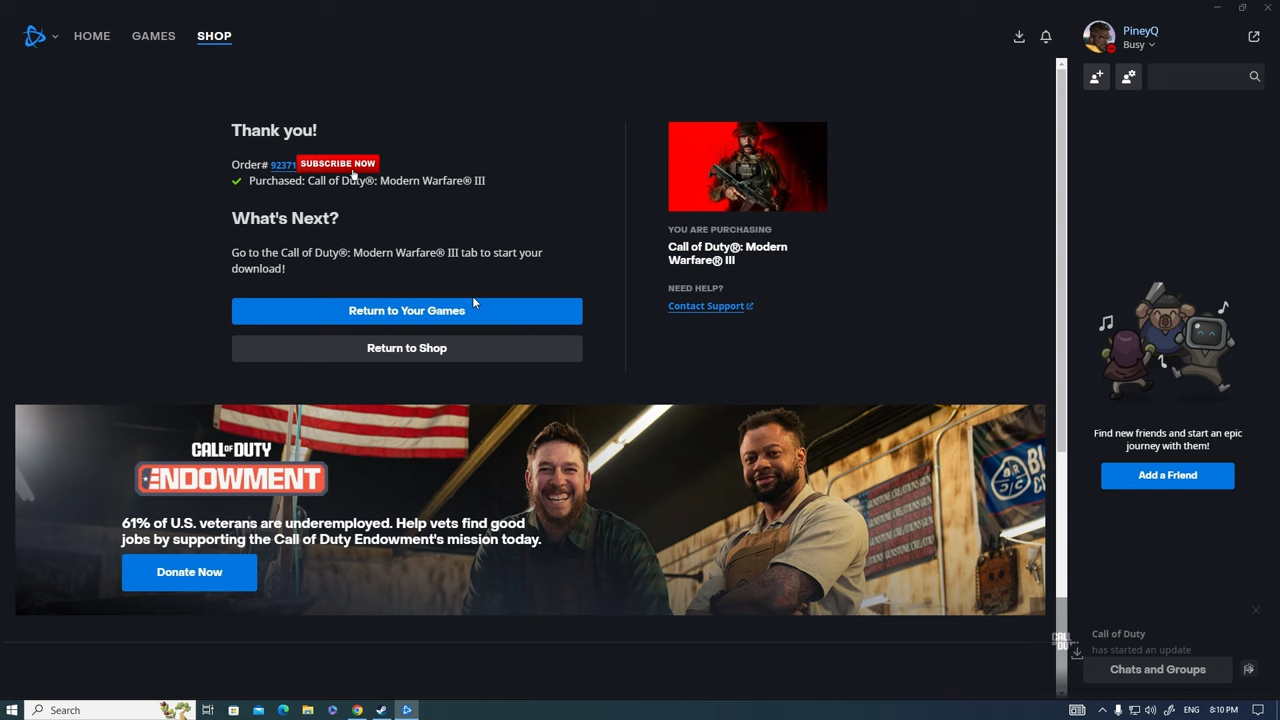 HOME
GAMES
SHOP
PineyQ
Busy
Thank you!
Order# 92371
SUBSCRIBE NOW
Purchased: Call of Duty®: Modern Warfare® III
What's Next?
Go to the Call of Duty®: Modern Warfare® III tab to start your
download!
Return to Your Games
Return to Shop
YOU ARE PURCHASING
Call of Duty®: Modern
Warfare® III
NEED HELP?
Contact Support
Find new friends and start an epic
journey with them!
Add a Friend
CALL OF DUTY
ENDOWMENT
61% of U.S. veterans are underemployed. Help vets find good
jobs by supporting the Call of Duty Endowment's mission today.
Donate Now
Call of Duty
has started an update
Chats and Groups
Search
ENG
8:10 PM